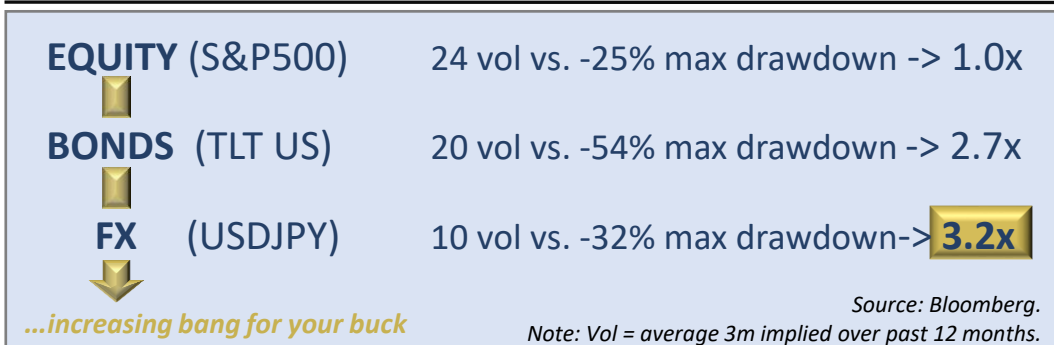 EQUITY (S&P500) 24 vol vs. -25% max drawdown -> 1.0x
BONDS (TLT US) 20 vol vs. -54% max drawdown -> 2.7x
FX (USDJPY) 10 vol vs. -32% max drawdown-> 3.2x
...increasing bang for your buck
Source: Bloomberg.
Note: Vol = average 3m implied over past 12 months.